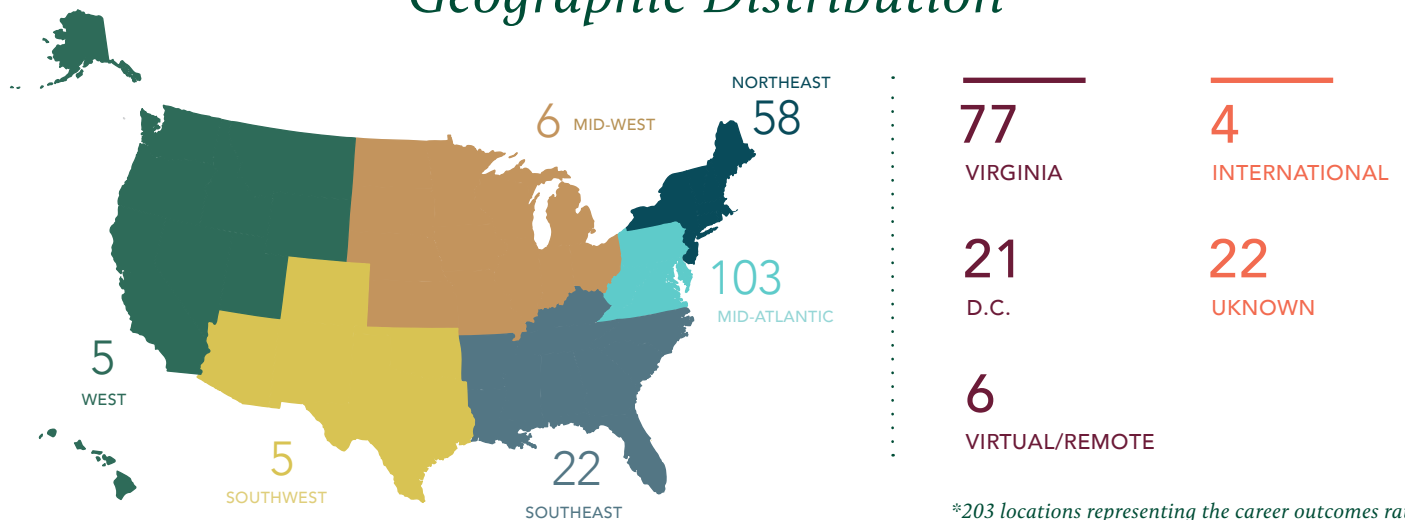 Geographic Distribution
NORTHEAST
58
6 MID-WEST
103
MID-ATLANTIC
5
WEST
5
SOUTHWEST
22
SOUTHEAST
77
VIRGINIA
4
INTERNATIONAL
21
D.C.
22
UKNOWN
6
VIRTUAL/REMOTE
*203 locations representing the career outcomes